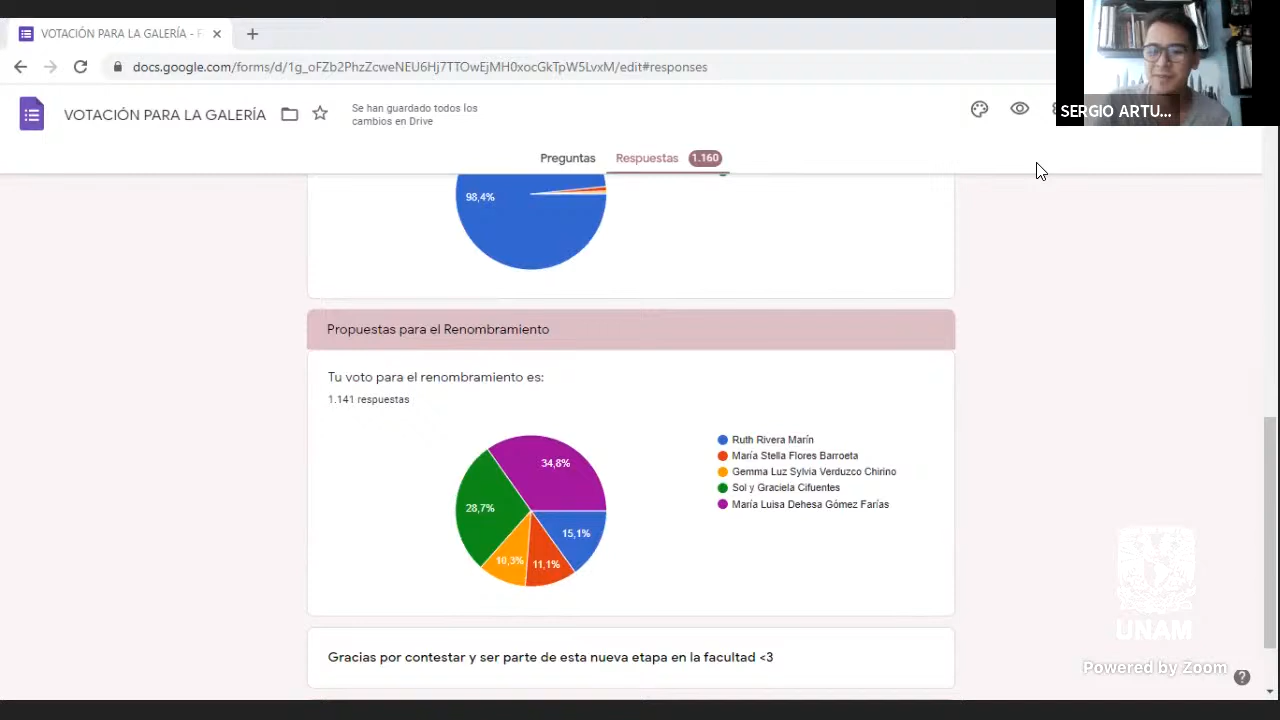 VOTACIÓN PARA LA GALERÍA - F
docs.google.com/forms/d/1g_oFZb2PhzZcweNEU6Hj7TTOwEjMH0xocGkTpW5LvxM/edit#responses
VOTACIÓN PARA LA GALERÍA
Se han guardado todos los
cambios en Drive
SERGIO ARTU...
Preguntas
Respuestas
1.160
98,4%
Propuestas para el Renombramiento
Tu voto para el renombramiento es:
1.141 respuestas
34,8%
28,7%
15,1%
10,3%
11,1%
Ruth Rivera Marín
María Stella Flores Barroeta
Gemma Luz Sylvia Verduzco Chirino
Sol y Graciela Cifuentes
María Luisa Dehesa Gómez Farías
Gracias por contestar y ser parte de esta nueva etapa en la facultad <3
UNAM
Powered by Zoom